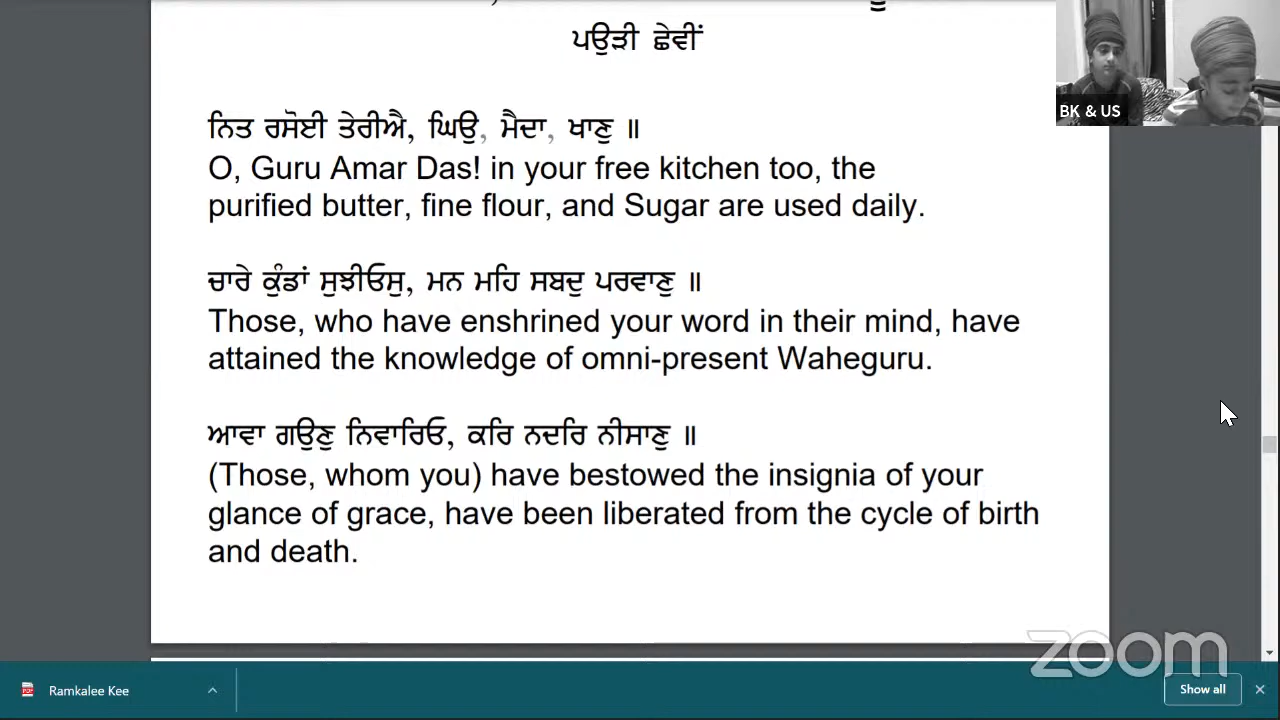 ਪਉੜੀ ਛੇਵੀਂ
BK & US
ਨਿਤ ਰਸੋਈ ਤੇਰੀਐ, ਘਿਉ, ਮੈਦਾ, ਖਾਣੁ ॥
O, Guru Amar Das! in your free kitchen too, the
purified butter, fine flour, and Sugar are used daily.
ਚਾਰੇ ਕੁੰਡਾਂ ਸੁਝੀਓਸੁ, ਮਨ ਮਹਿ ਸਬਦੁ ਪਰਵਾਣੁ ॥
Those, who have enshrined your word in their mind, have
attained the knowledge of omni-present Waheguru.
ਆਵਾ ਗਉਣੁ ਨਿਵਾਰਿਓ, ਕਰਿ ਨਦਰਿ ਨੀਸਾਣੁ ॥
(Those, whom you) have bestowed the insignia of your
glance of grace, have been liberated from the cycle of birth
and death.
zoom
Ramkalee Kee
Show all